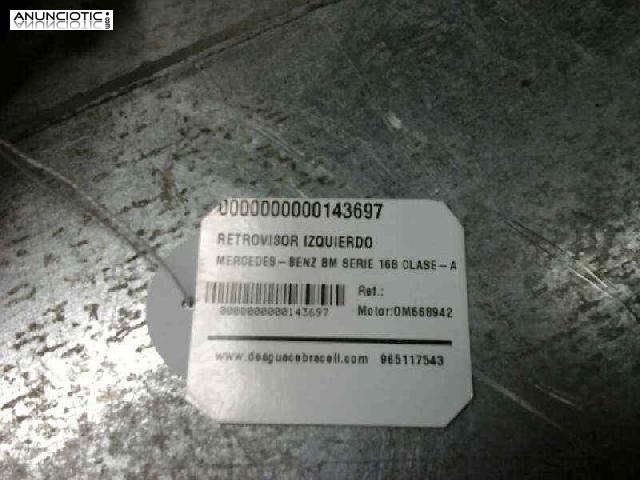 ANUNCIOTIC
0000000000143697
RETROVISOR IZQUIERDO
MERCEDES-BENZ BM SERIE 168 CLASE-A
Ref.:
0000000000143697 Motor:OM668942
www.desguacebracell.com 965117543